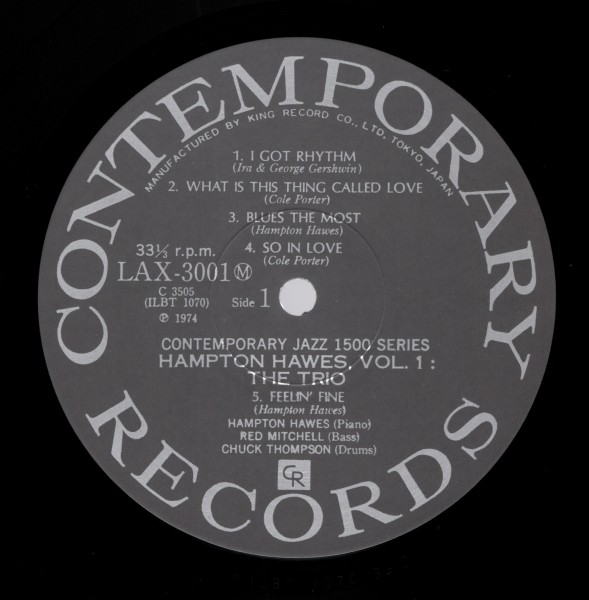 CONTEMPORARY
MANUFACTURED BY KING RECORD CO., LTD, TOKYO, JAPAN
1. I GOT RHYTHM
(Ira & George Gershwin)
2. WHAT IS THIS THING CALLED LOVE
(Cole Porter)
3. BLUES THE MOST
(Hampton Hawes)
4. SO IN LOVE
(Cole Porter)
33⅓ r.p.m.
LAX-3001 Ⓜ
C 3505
(ILBT 1070)
Side 1
℗ 1974
CONTEMPORARY JAZZ 1500 SERIES
HAMPTON HAWES, VOL. 1 :
THE TRIO
5. FEELIN' FINE
(Hampton Hawes)
HAMPTON HAWES (Piano)
RED MITCHELL (Bass)
CHUCK THOMPSON (Drums)
CR
RECORDS